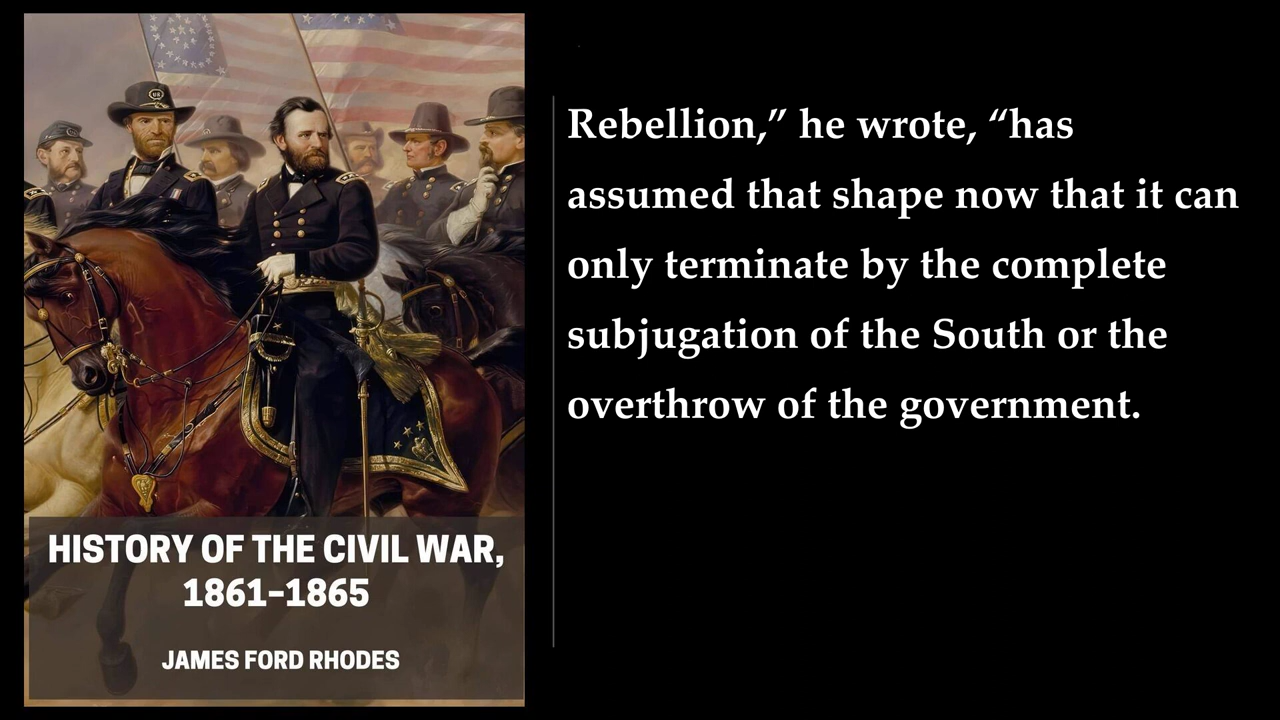 HISTORY OF THE CIVIL WAR,
1861–1865
JAMES FORD RHODES
Rebellion,” he wrote, “has
assumed that shape now that it can
only terminate by the complete
subjugation of the South or the
overthrow of the government.